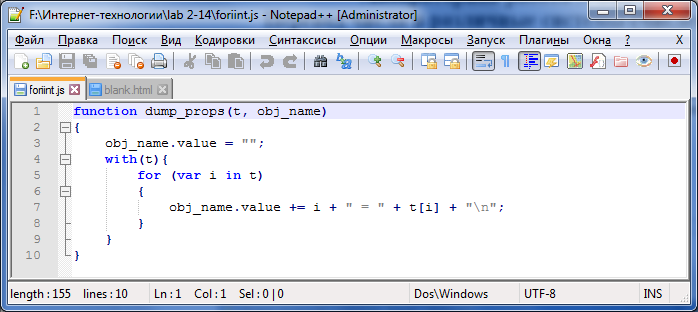 F:\Интернет-технологии\lab 2-14\foriint.js - Notepad++ [Administrator]
Файл Правка Поиск Вид Кодировки Синтаксисы Опции Макросы Запуск Плагины Окна ? X
foriint.js blank.html
1 function dump_props(t, obj_name)
2 {
3 obj_name.value = "";
4 with(t){
5 for (var i in t)
6 {
7 obj_name.value += i + " = " + t[i] + "\n";
8 }
9 }
10 }
length : 155 lines : 10 Ln : 1 Col : 1 Sel : 0 | 0 Dos\Windows UTF-8 INS